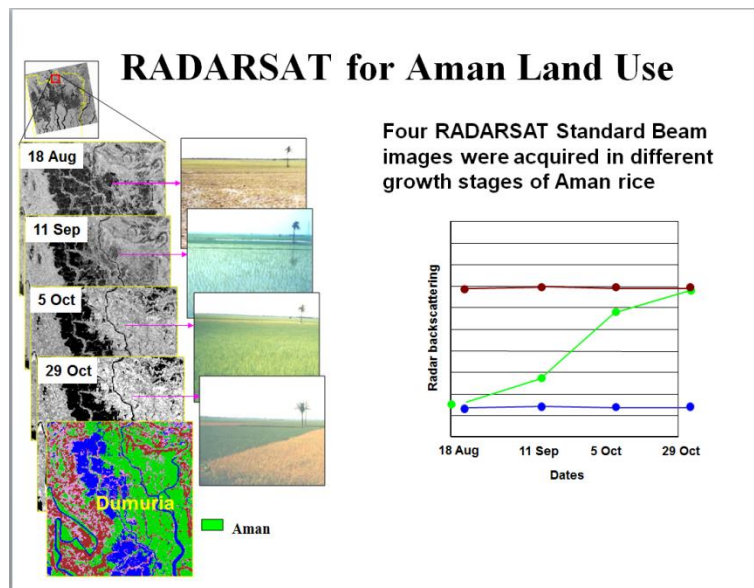 RADARSAT for Aman Land Use
Four RADARSAT Standard Beam
images were acquired in different
growth stages of Aman rice
18 Aug
11 Sep
5 Oct
29 Oct
Dumuria
Aman
Radar backscattering
18 Aug
11 Sep
5 Oct
29 Oct
Dates